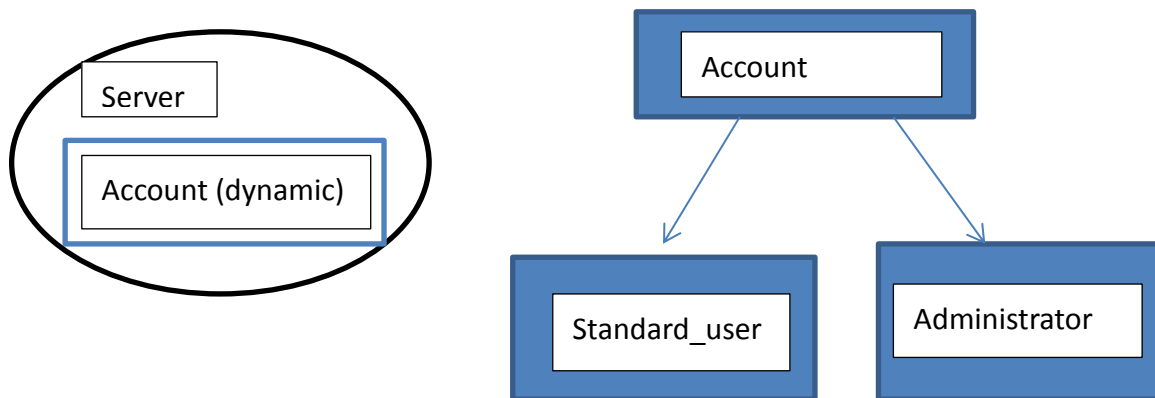 Server
Account (dynamic)
Account
Standard_user
Administrator